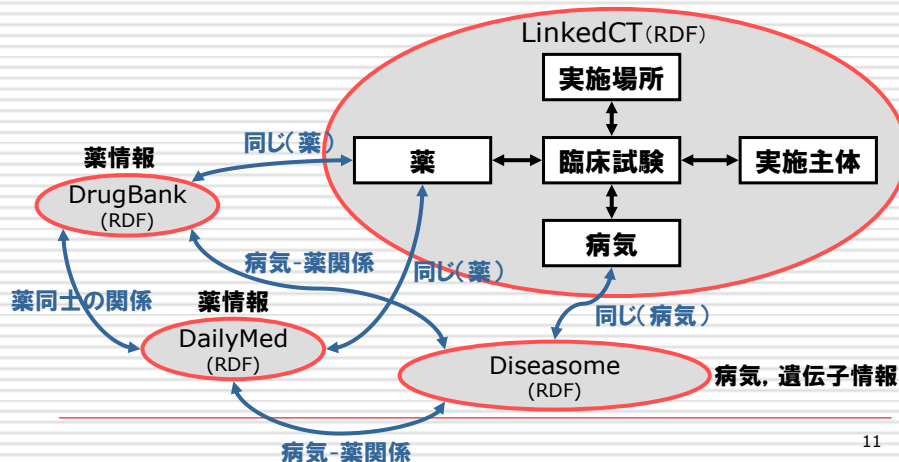 LinkedCT(RDF)
実施場所
同じ(薬)
薬情報
薬
臨床試験
実施主体
DrugBank
(RDF)
病気
病気-薬関係
同じ(薬)
薬同士の関係
薬情報
同じ(病気)
DailyMed
(RDF)
Diseasome
(RDF)
病気, 遺伝子情報
病気-薬関係
11